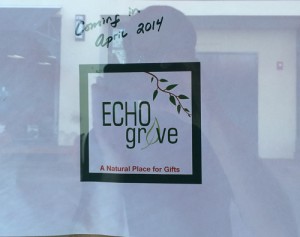 Coming in
April 2014
ECHO
grove
A Natural Place for Gifts